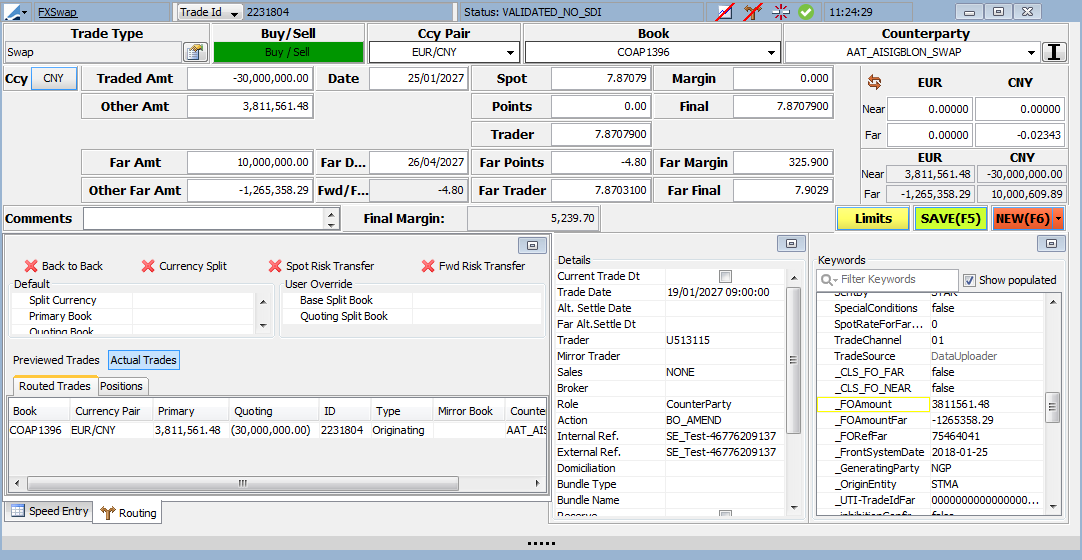 FXSwap Trade Id 2231804 Status: VALIDATED_NO_SDI 11:24:29
Trade Type Buy/Sell Ccy Pair Book Counterparty
Swap Buy / Sell EUR/CNY COAP1396 AAT_AISIGBLON_SWAP
Ccy CNY Traded Amt -30,000,000.00 Date 25/01/2027 Spot 7.87079 Margin 0.000 EUR CNY
Other Amt 3,811,561.48 Points 0.00 Final 7.8707900 Near 0.00000 0.00000
Trader 7.8707900 Far 0.00000 -0.02343
Far Amt 10,000,000.00 Far D... 26/04/2027 Far Points -4.80 Far Margin 325.900 EUR CNY
Near 3,811,561.48 -30,000,000.00
Other Far Amt -1,265,358.29 Fwd/F... -4.80 Far Trader 7.8703100 Far Final 7.9029 Far -1,265,358.29 10,000,609.89
Comments Final Margin: 5,239.70 Limits SAVE(F5) NEW(F6)
Back to Back Currency Split Spot Risk Transfer Fwd Risk Transfer
Default User Override
Split Currency Base Split Book
Primary Book Quoting Split Book
Quoting Book
Previewed Trades Actual Trades
Routed Trades Positions
Book Currency Pair Primary Quoting ID Type Mirror Book Counte
COAP1396 EUR/CNY 3,811,561.48 (30,000,000.00) 2231804 Originating AAT_AIS
Speed Entry Routing
Details
Current Trade Dt
Trade Date 19/01/2027 09:00:00
Alt. Settle Date
Far Alt.Settle Dt
Trader U513115
Mirror Trader
Sales NONE
Broker
Role CounterParty
Action BO_AMEND
Internal Ref. SE_Test-46776209137
External Ref. SE_Test-46776209137
Domiciliation
Bundle Type
Bundle Name
Reserve
Keywords
Filter Keywords Show populated
SentBy STAR
SpecialConditions false
SpotRateForFar... 0
TradeChannel 01
TradeSource DataUploader
_CLS_FO_FAR false
_CLS_FO_NEAR false
_FOAmount 3811561.48
_FOAmountFar -1265358.29
_FORefFar 75464041
_FrontSystemDate 2018-01-25
_GeneratingParty NGP
_OriginEntity STMA
_UTI-TradeIdFar 0000000000000000...
_inhibitionConfir false